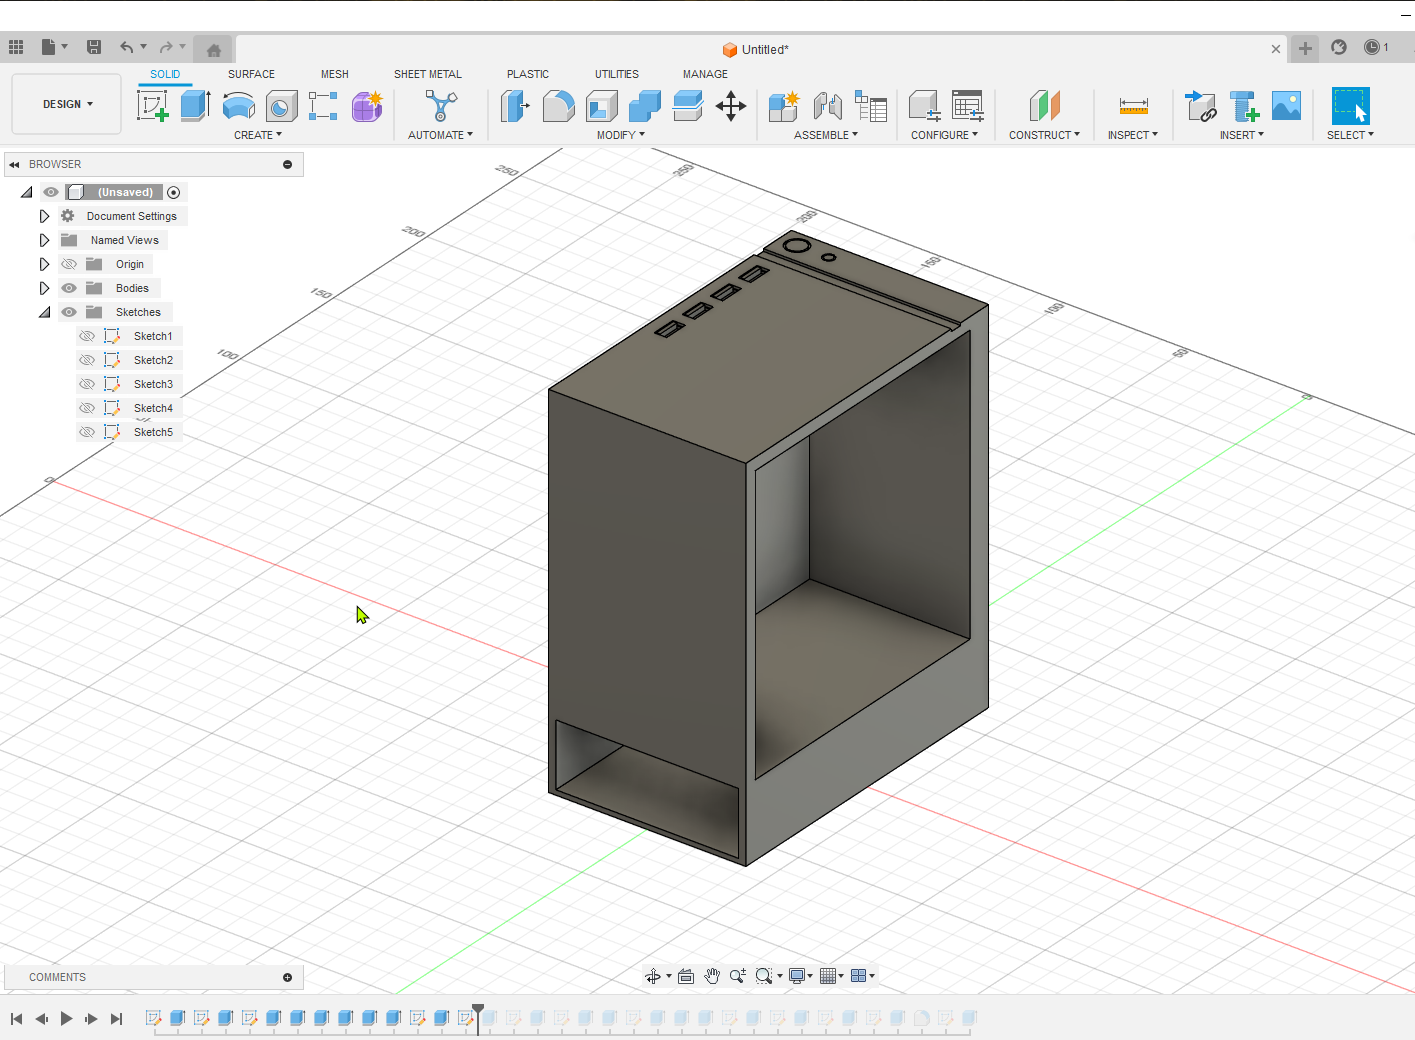 Untitled*
1
DESIGN
SOLID
SURFACE
MESH
SHEET METAL
PLASTIC
UTILITIES
MANAGE
CREATE
AUTOMATE
MODIFY
ASSEMBLE
CONFIGURE
CONSTRUCT
INSPECT
INSERT
SELECT
BROWSER
(Unsaved)
Document Settings
Named Views
Origin
Bodies
Sketches
Sketch1
Sketch2
Sketch3
Sketch4
Sketch5
250
200
150
100
0
250
200
150
100
50
0
COMMENTS